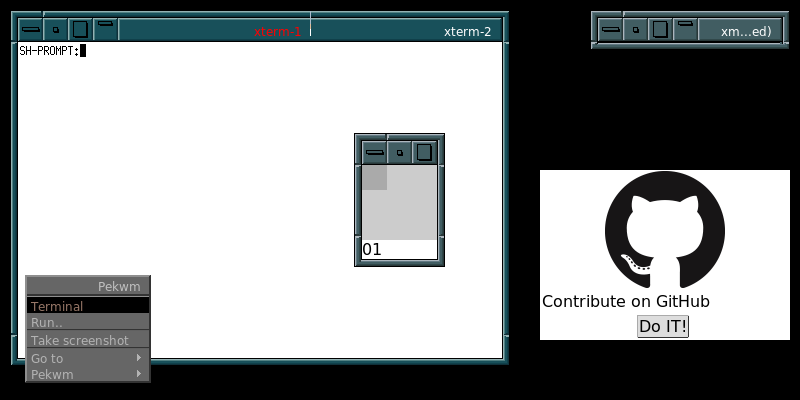 xterm-1 xterm-2
xm...ed)
SH-PROMPT:
01
Contribute on GitHub
Do IT!
Pekwm
Terminal
Run..
Take screenshot
Go to
Pekwm